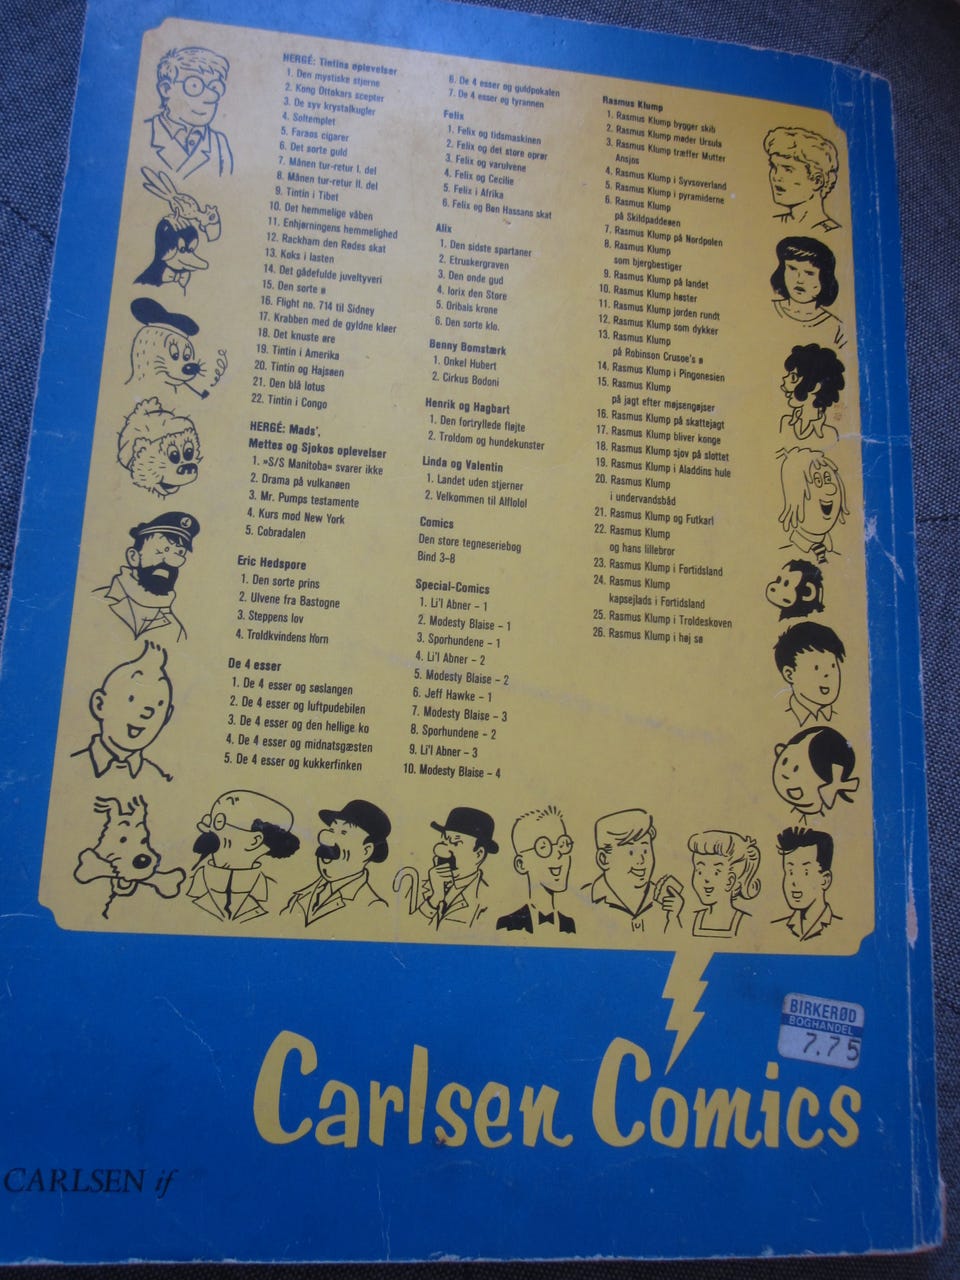 HERGÉ: Tintins oplevelser
1. Den mystiske stjerne
2. Kong Ottokars scepter
3. De syv krystalkugler
4. Soltemplet
5. Faraos cigarer
6. Det sorte guld
7. Månen tur-retur I. del
8. Månen tur-retur II. del
9. Tintin i Tibet
10. Det hemmelige våben
11. Enhjørningens hemmelighed
12. Rackham den Rødes skat
13. Koks i lasten
14. Det gådefulde juveltyveri
15. Den sorte ø
16. Flight no. 714 til Sidney
17. Krabben med de gyldne kløer
18. Det knuste øre
19. Tintin i Amerika
20. Tintin og Hajsøen
21. Den blå lotus
22. Tintin i Congo
HERGÉ: Mads',
Mettes og Sjokos oplevelser
1. »S/S Manitoba« svarer ikke
2. Drama på vulkanøen
3. Mr. Pumps testamente
4. Kurs mod New York
5. Cobradalen
Eric Hedspore
1. Den sorte prins
2. Ulvene fra Bastogne
3. Steppens lov
4. Troldkvindens Horn
De 4 esser
1. De 4 esser og søslangen
2. De 4 esser og luftpudebilen
3. De 4 esser og den hellige ko
4. De 4 esser og midnatsgæsten
5. De 4 esser og kukkerfinken
6. De 4 esser og guldpokalen
7. De 4 esser og tyrannen
Felix
1. Felix og tidsmaskinen
2. Felix og det store oprør
3. Felix og varulvene
4. Felix og Cecilie
5. Felix i Afrika
6. Felix og Ben Hassans skat
Alix
1. Den sidste spartaner
2. Etruskergraven
3. Den onde gud
4. Iorix den Store
5. Oribals krone
6. Den sorte klo.
Benny Bomstærk
1. Onkel Hubert
2. Cirkus Bodoni
Henrik og Hagbart
1. Den fortryllede fløjte
2. Troldom og hundekunster
Linda og Valentin
1. Landet uden stjerner
2. Velkommen til Alflolol
Comics
Den store tegneseriebog
Bind 3-8
Special-Comics
1. Li'l Abner – 1
2. Modesty Blaise – 1
3. Sporhundene – 1
4. Li'l Abner – 2
5. Modesty Blaise – 2
6. Jeff Hawke – 1
7. Modesty Blaise – 3
8. Sporhundene – 2
9. Li'l Abner – 3
10. Modesty Blaise – 4
Rasmus Klump
1. Rasmus Klump bygger skib
2. Rasmus Klump møder Ursula
3. Rasmus Klump træffer Mutter
Ansjos
4. Rasmus Klump i Syvsoverland
5. Rasmus Klump i pyramiderne
6. Rasmus Klump
på Skildpaddeøen
7. Rasmus Klump på Nordpolen
8. Rasmus Klump
som bjergbestiger
9. Rasmus Klump på landet
10. Rasmus Klump høster
11. Rasmus Klump jorden rundt
12. Rasmus Klump som dykker
13. Rasmus Klump
på Robinson Crusoe's ø
14. Rasmus Klump i Pingonesien
15. Rasmus Klump
på jagt efter møjsengøjser
16. Rasmus Klump på skattejagt
17. Rasmus Klump bliver konge
18. Rasmus Klump sjov på slottet
19. Rasmus Klump i Aladdins hule
20. Rasmus Klump
i undervandsbåd
21. Rasmus Klump og Futkarl
22. Rasmus Klump
og hans lillebror
23. Rasmus Klump i Fortidsland
24. Rasmus Klump
kapsejlads i Fortidsland
25. Rasmus Klump i Troldeskoven
26. Rasmus Klump i høj sø
BIRKERØD
BOGHANDEL
7.75
Carlsen Comics
CARLSEN if